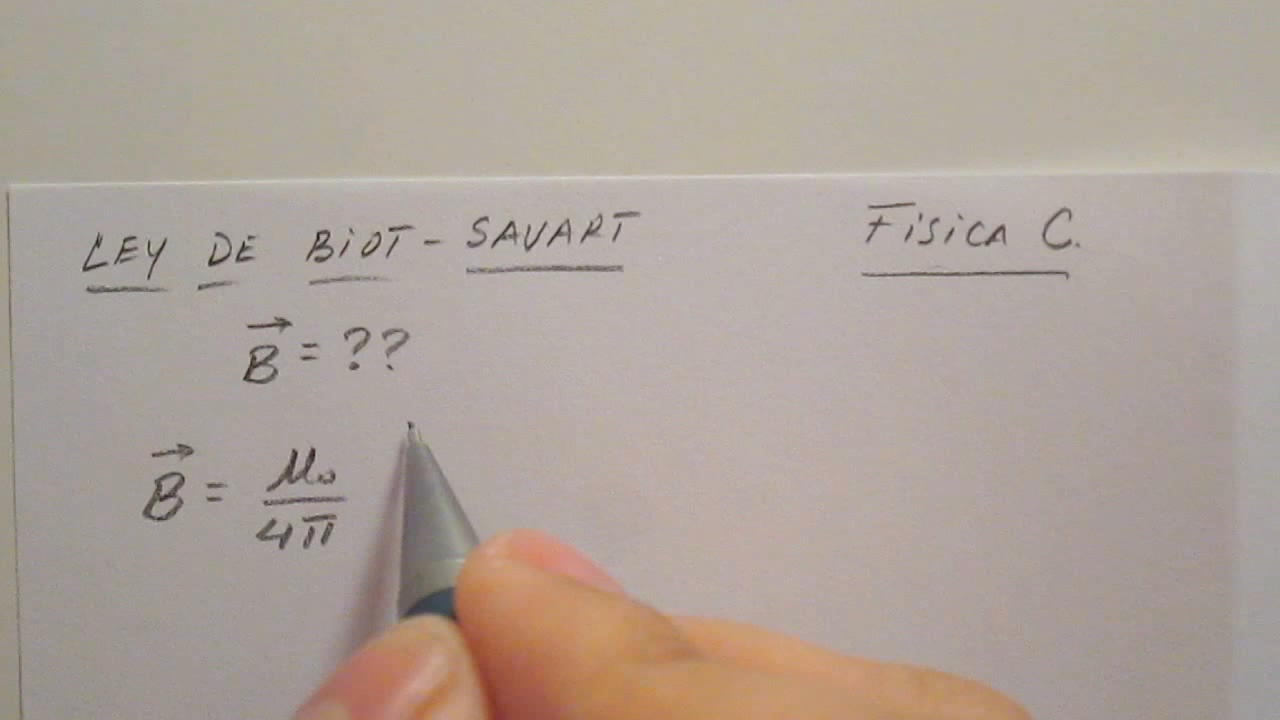 LEY DE BIOT - SAVART
FISICA C.
B⃗ = ??
B⃗ = μ₀ / 4π